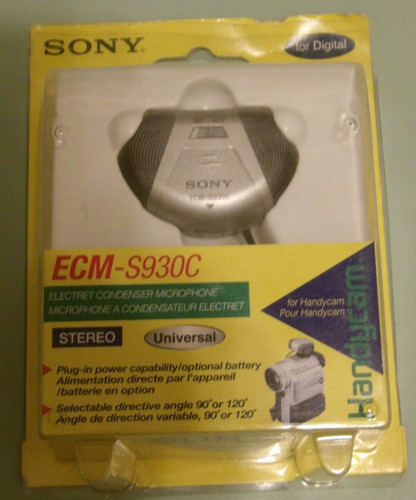 SONY
for Digital
SONY
ECM-S930C
ECM-S930C
ELECTRET CONDENSER MICROPHONE
MICROPHONE A CONDENSATEUR ELECTRET
for Handycam
Pour Handycam
Handycam
STEREO
Universal
Plug-in power capability/optional battery
Alimentation directe par l'appareil
/batterie en option
Selectable directive angle 90°or 120°
Angle de direction variable, 90°or 120°